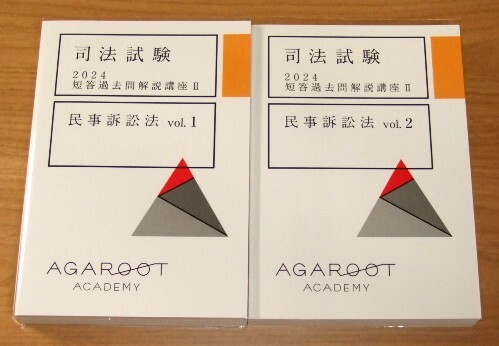 司法試験
2024
短答過去問解説講座Ⅱ
民事訴訟法 vol.1
AGAROOT
ACADEMY
司法試験
2024
短答過去問解説講座Ⅱ
民事訴訟法 vol.2
AGAROOT
ACADEMY